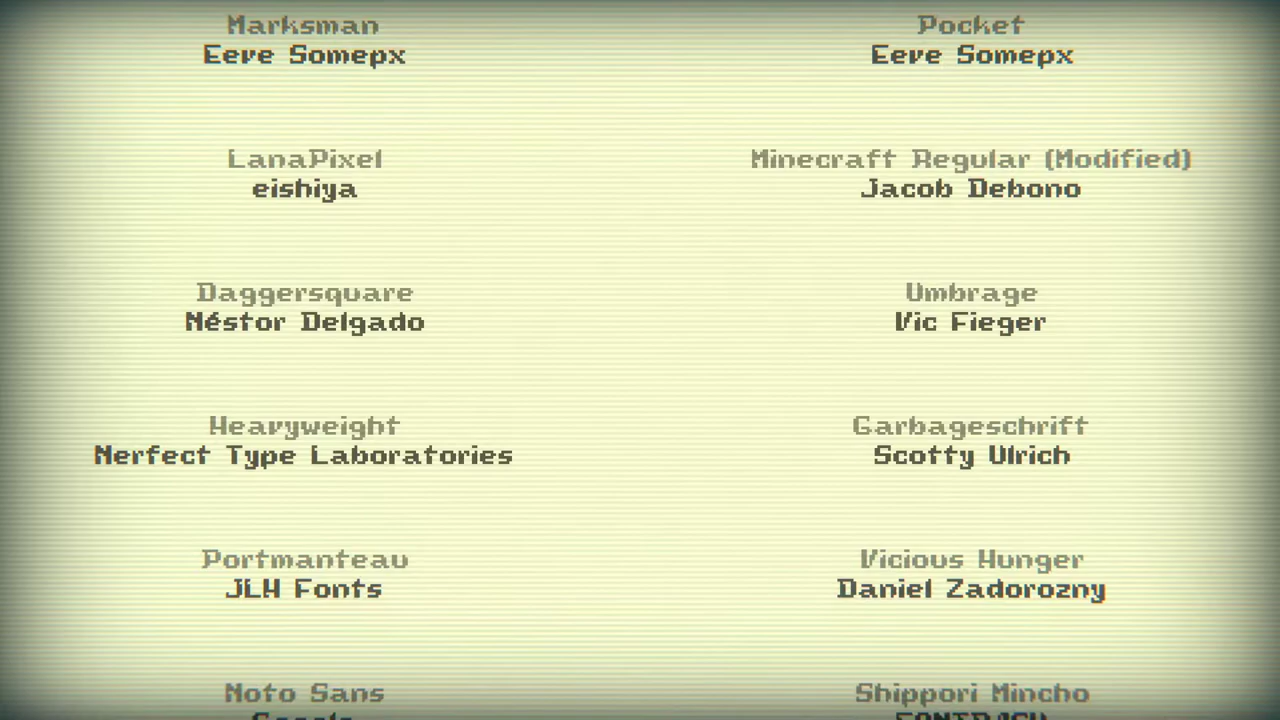 Marksman
Eeve Somepx
Pocket
Eeve Somepx
LanaPixel
eishiya
Minecraft Regular (Modified)
Jacob Debono
Daggersquare
Néstor Delgado
Umbrage
Vic Fieger
Heavyweight
Nerfect Type Laboratories
Garbageschrift
Scotty Ulrich
Portmanteau
JLH Fonts
Vicious Hunger
Daniel Zadorozny
Noto Sans
Google
Shippori Mincho